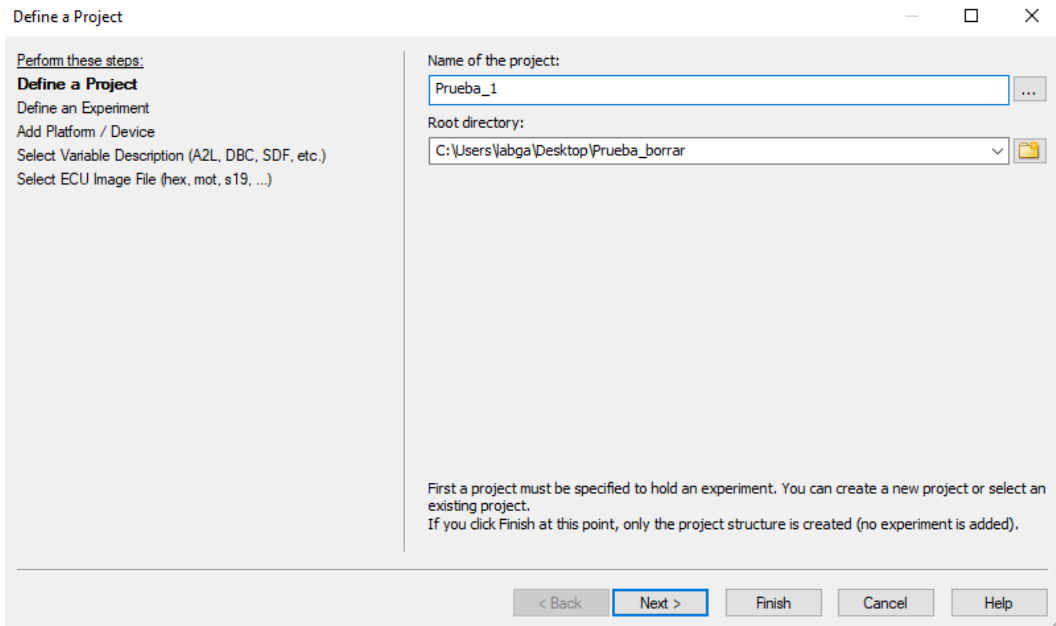 Define a Project
Perform these steps:
Define a Project
Define an Experiment
Add Platform / Device
Select Variable Description (A2L, DBC, SDF, etc.)
Select ECU Image File (hex, mot, s19, ...)
Name of the project:
Prueba_1
...
Root directory:
C:\Users\labga\Desktop\Prueba_borrar
First a project must be specified to hold an experiment. You can create a new project or select an
existing project.
If you click Finish at this point, only the project structure is created (no experiment is added).
< Back Next > Finish Cancel Help